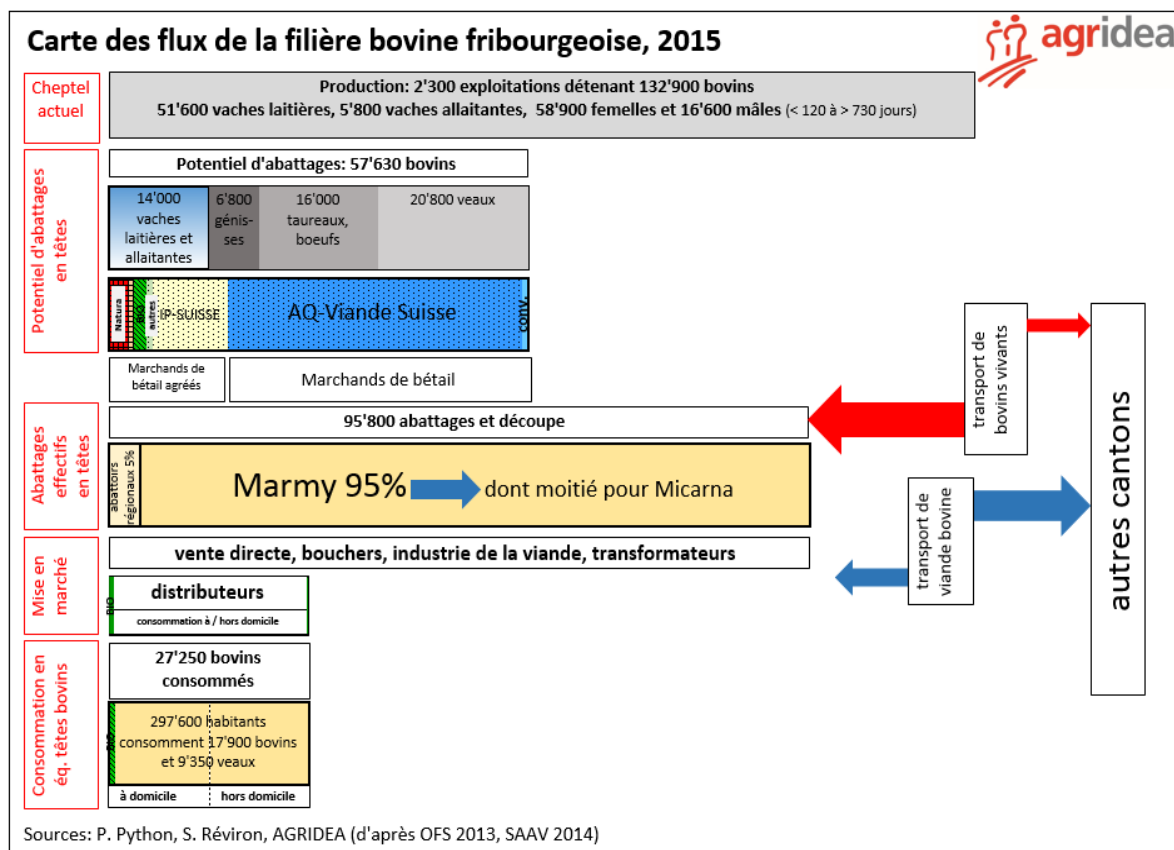 Carte des flux de la filière bovine fribourgeoise, 2015
agridea
Cheptel
actuel
Production: 2'300 exploitations détenant 132'900 bovins
51'600 vaches laitières, 5'800 vaches allaitantes, 58'900 femelles et 16'600 mâles (< 120 à > 730 jours)
Potentiel d'abattages
en têtes
Potentiel d'abattages: 57'630 bovins
14'000
vaches
laitières et
allaitantes
6'800
génis-
ses
16'000
taureaux,
boeufs
20'800 veaux
Natura
autres
IP-SUISSE
AQ-Viande Suisse
conv.
Marchands de
bétail agréés
Marchands de bétail
transport de
bovins vivants
autres cantons
Abattages
effectifs
en têtes
95'800 abattages et découpe
abattoirs
régionaux 5%
Marmy 95%
dont moitié pour Micarna
transport de
viande bovine
Mise en
marché
vente directe, bouchers, industrie de la viande, transformateurs
BIO
distributeurs
consommation à / hors domicile
Consommation en
éq. têtes bovins
27'250 bovins
consommés
BIO
297'600 habitants
consomment 17'900 bovins
et 9'350 veaux
à domicile
hors domicile
Sources: P. Python, S. Réviron, AGRIDEA (d'après OFS 2013, SAAV 2014)